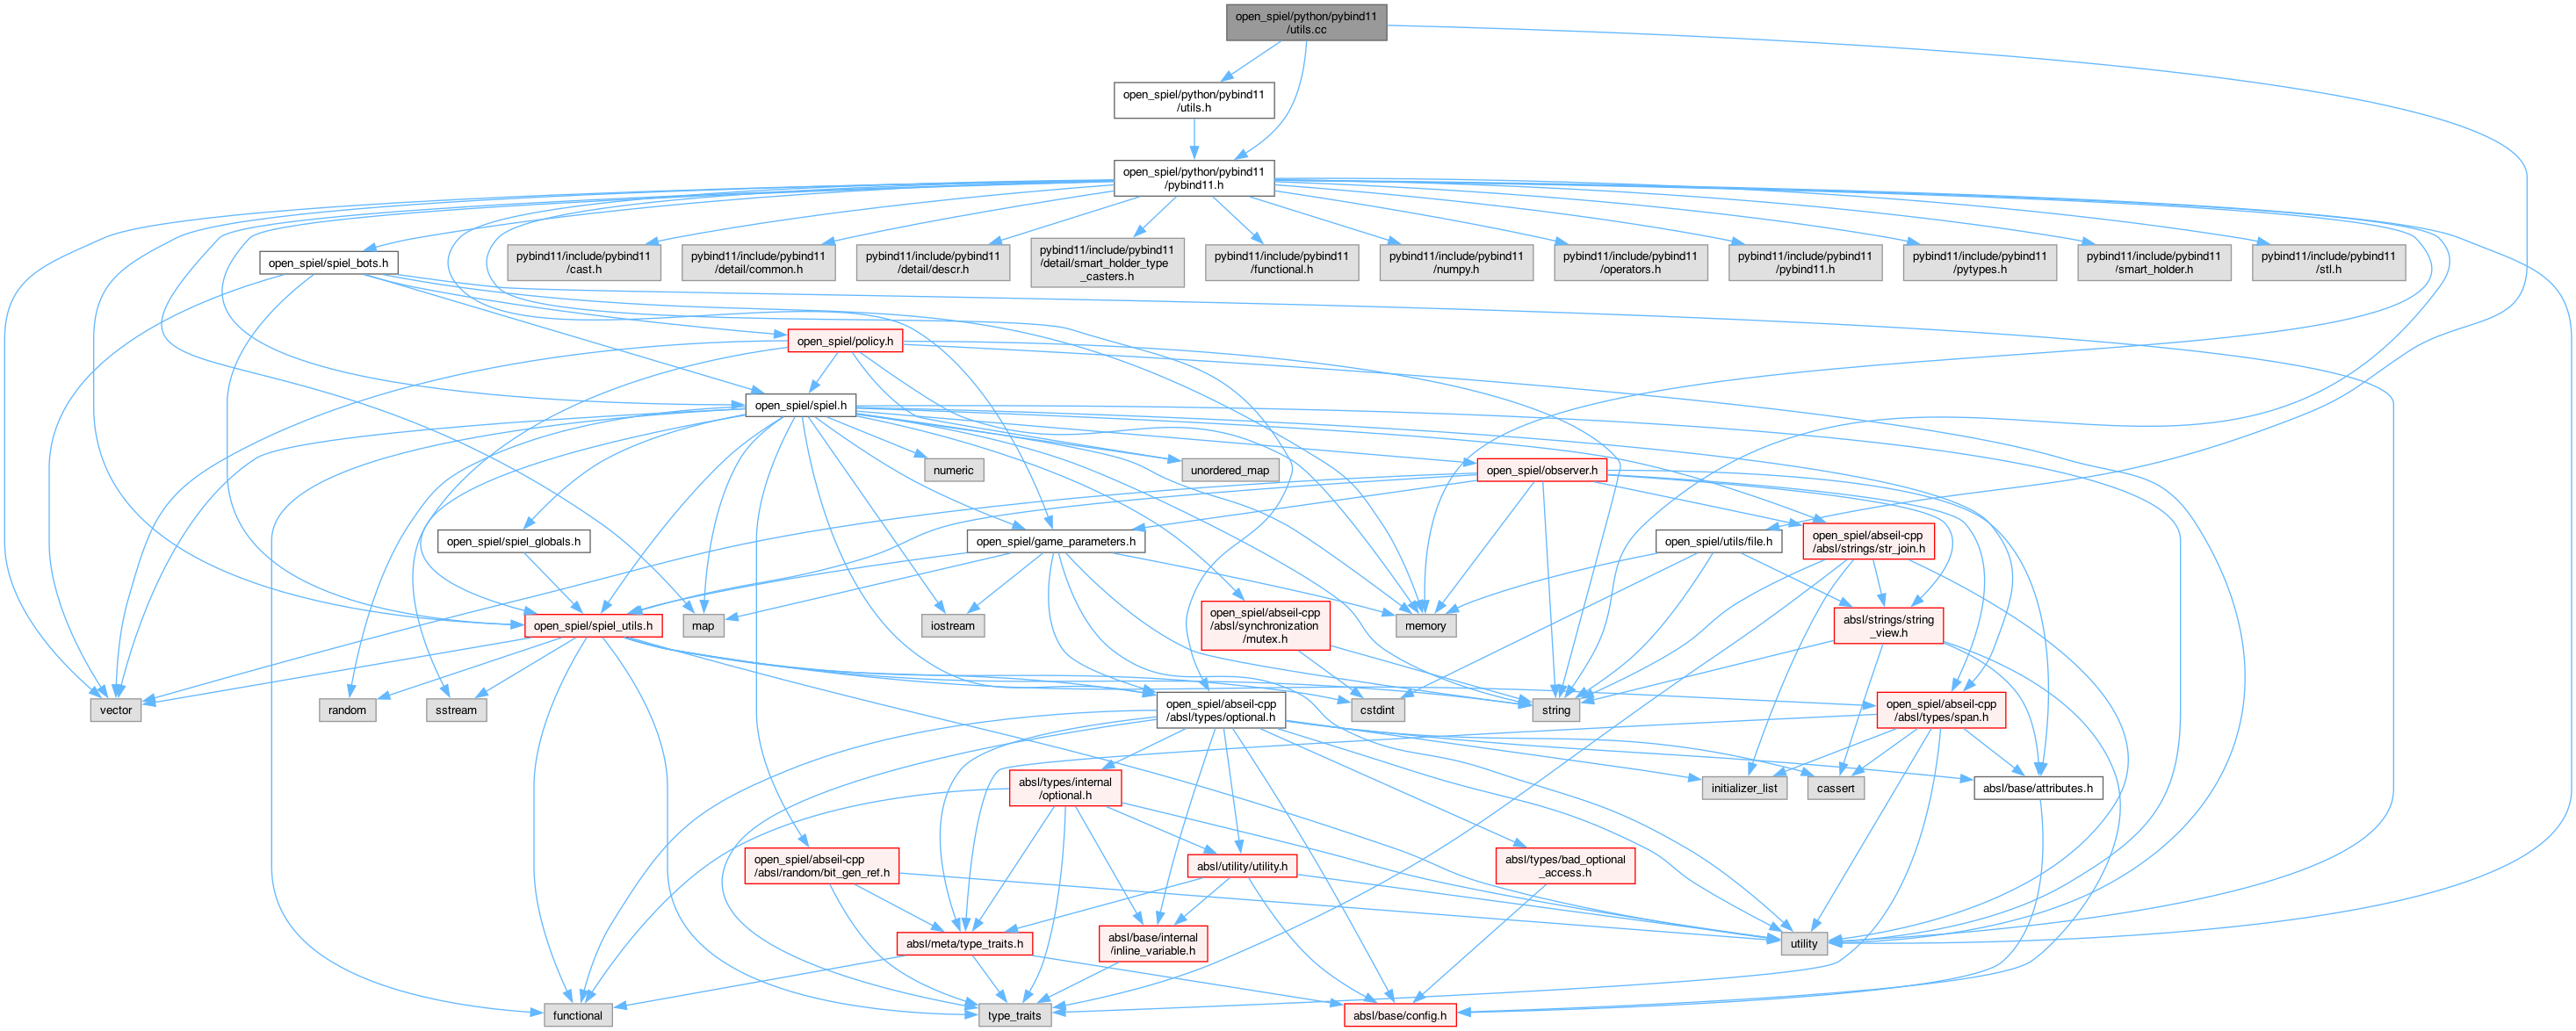 open_spiel/python/pybind11
/utils.cc
open_spiel/python/pybind11
/utils.h
open_spiel/python/pybind11
/pybind11.h
open_spiel/spiel_bots.h
pybind11/include/pybind11
/cast.h
pybind11/include/pybind11
/detail/common.h
pybind11/include/pybind11
/detail/descr.h
pybind11/include/pybind11
/detail/smart_holder_type
_casters.h
pybind11/include/pybind11
/functional.h
pybind11/include/pybind11
/numpy.h
pybind11/include/pybind11
/operators.h
pybind11/include/pybind11
/pybind11.h
pybind11/include/pybind11
/pytypes.h
pybind11/include/pybind11
/smart_holder.h
pybind11/include/pybind11
/stl.h
open_spiel/policy.h
open_spiel/spiel.h
numeric
unordered_map
open_spiel/observer.h
open_spiel/spiel_globals.h
open_spiel/game_parameters.h
open_spiel/utils/file.h
open_spiel/abseil-cpp
/absl/strings/str_join.h
open_spiel/spiel_utils.h
map
iostream
open_spiel/abseil-cpp
/absl/synchronization
/mutex.h
memory
absl/strings/string
_view.h
vector
random
sstream
open_spiel/abseil-cpp
/absl/types/optional.h
cstdint
string
open_spiel/abseil-cpp
/absl/types/span.h
absl/types/internal
/optional.h
initializer_list
cassert
absl/base/attributes.h
open_spiel/abseil-cpp
/absl/random/bit_gen_ref.h
absl/utility/utility.h
absl/types/bad_optional
_access.h
absl/meta/type_traits.h
absl/base/internal
/inline_variable.h
utility
functional
type_traits
absl/base/config.h